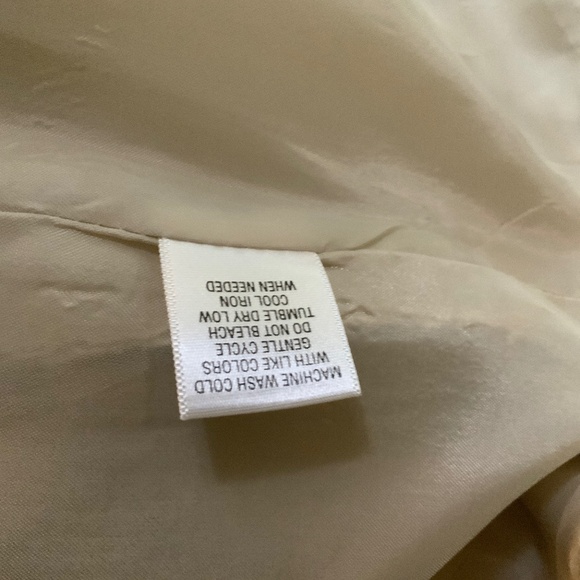 MACHINE WASH COLD
WITH LIKE COLORS
GENTLE CYCLE
DO NOT BLEACH
TUMBLE DRY LOW
COOL IRON
WHEN NEEDED